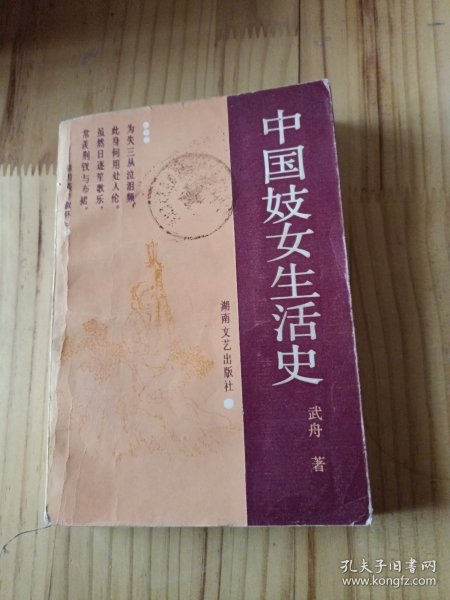 中国妓女生活史
武舟 著
为失三从泣泪频，
此身何用处人伦。
虽然日逐笙歌乐，
常羡荆钗与布裙。
湖南文艺出版社
孔夫子旧书网
www.kongfz.com